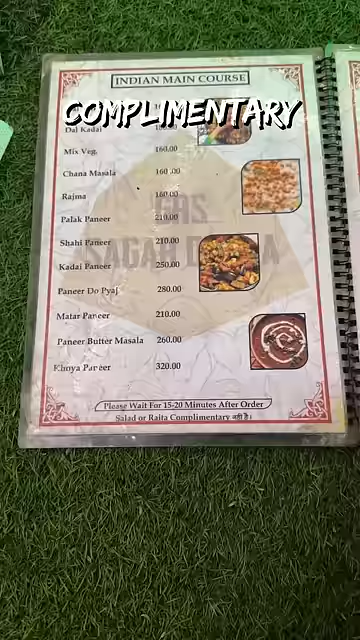 INDIAN MAIN COURSE
COMPLIMENTARY
Dal Kadai
Mix Veg. 160.00
Chana Masala 160.00
Rajma 160.00
Palak Paneer 210.00
Shahi Paneer 210.00
Kadai Paneer 250.00
Paneer Do Pyaj 280.00
Matar Paneer 210.00
Paneer Butter Masala 260.00
Khoya Paneer 320.00
Please Wait For 15-20 Minutes After Order
Salad or Raita Complimentary नहीं है।